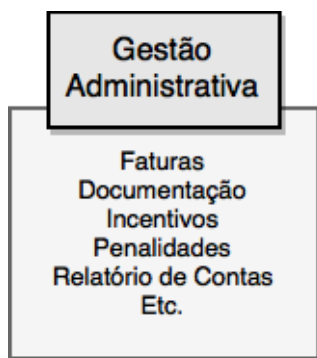 Gestão
Administrativa
Faturas
Documentação
Incentivos
Penalidades
Relatório de Contas
Etc.